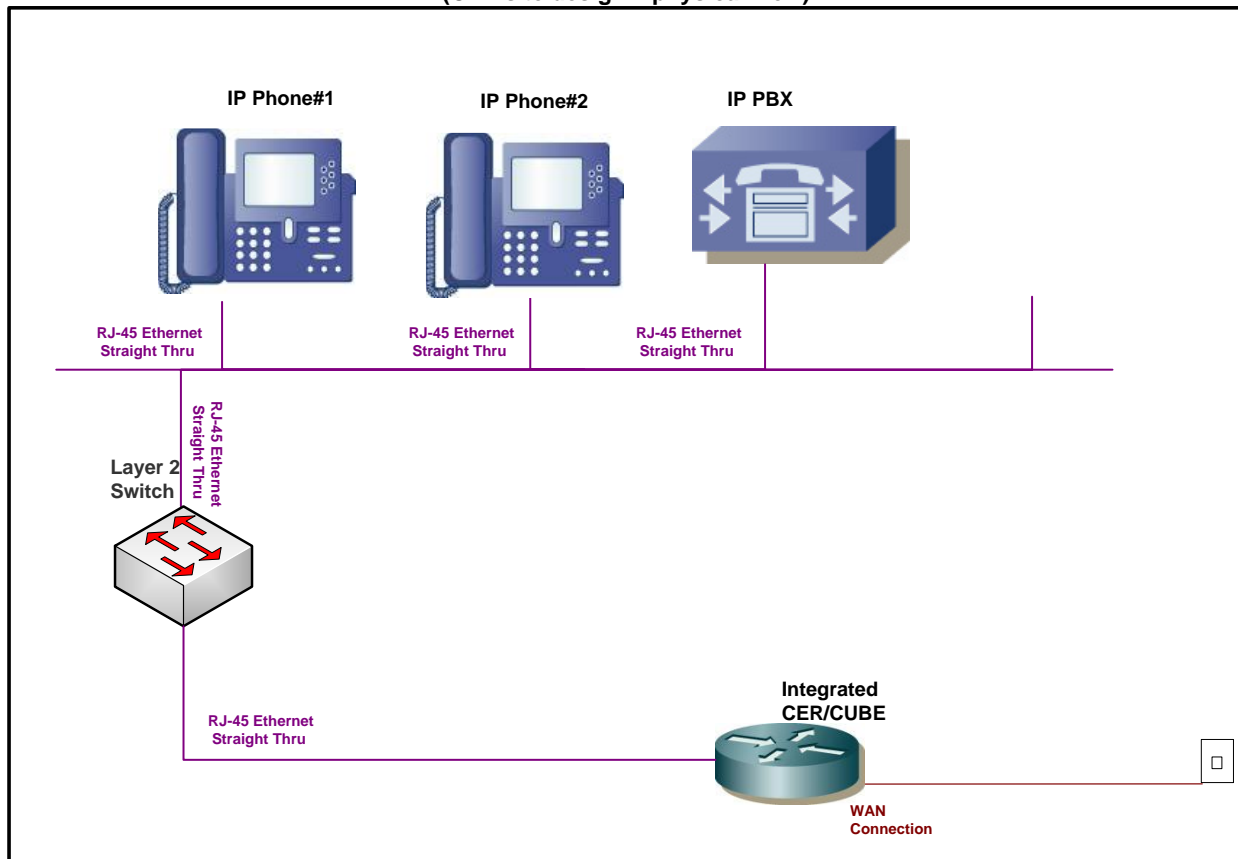 IP Phone#1
IP Phone#2
IP PBX
RJ-45 Ethernet
Straight Thru
RJ-45 Ethernet
Straight Thru
RJ-45 Ethernet
Straight Thru
RJ-45 Ethernet
Straight Thru
Layer 2
Switch
RJ-45 Ethernet
Straight Thru
Integrated
CER/CUBE
WAN
Connection